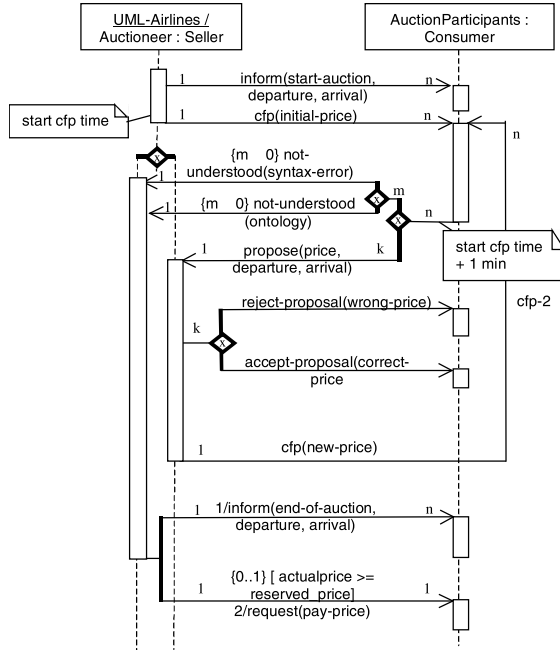 UML-Airlines /
Auctioneer : Seller
AuctionParticipants :
Consumer
1 inform(start-auction, n
departure, arrival)
start cfp time
1 cfp(initial-price) n
n
x
{m 0} not-
1 understood(syntax-error)
m
x
1 {m 0} not-understood
(ontology)
x
n
1 propose(price, k
departure, arrival)
start cfp time
+ 1 min
reject-proposal(wrong-price)
cfp-2
k
x
accept-proposal(correct-
price
1 cfp(new-price)
1 1/inform(end-of-auction, n
departure, arrival)
{0..1} [ actualprice >=
1 reserved_price] 1
2/request(pay-price)